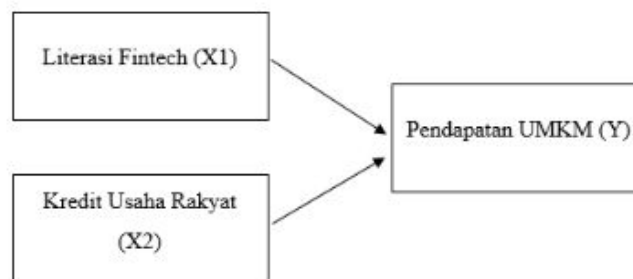 Literasi Fintech (X1)
Pendapatan UMKM (Y)
Kredit Usaha Rakyat
(X2)